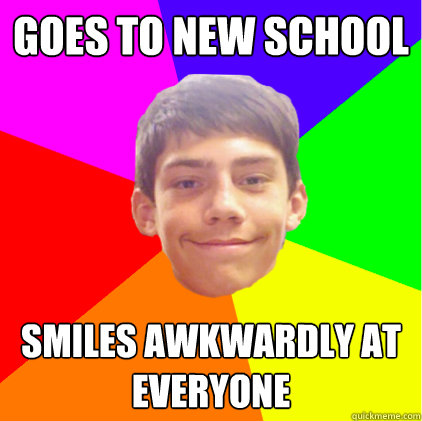 GOES TO NEW SCHOOL
SMILES AWKWARDLY AT
EVERYONE
quickmeme.com